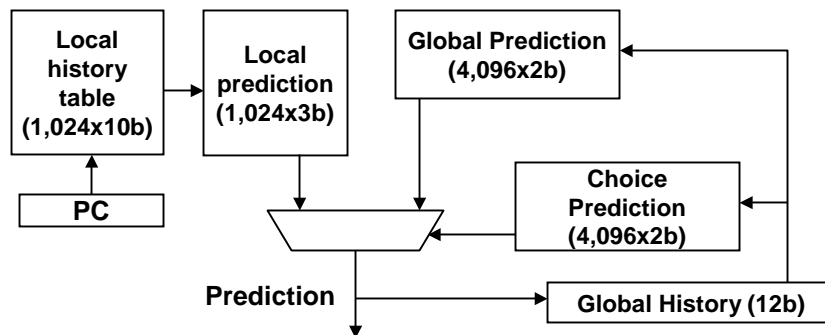 Local
history
table
(1,024x10b)
Local
prediction
(1,024x3b)
Global Prediction
(4,096x2b)
PC
Choice
Prediction
(4,096x2b)
Prediction
Global History (12b)